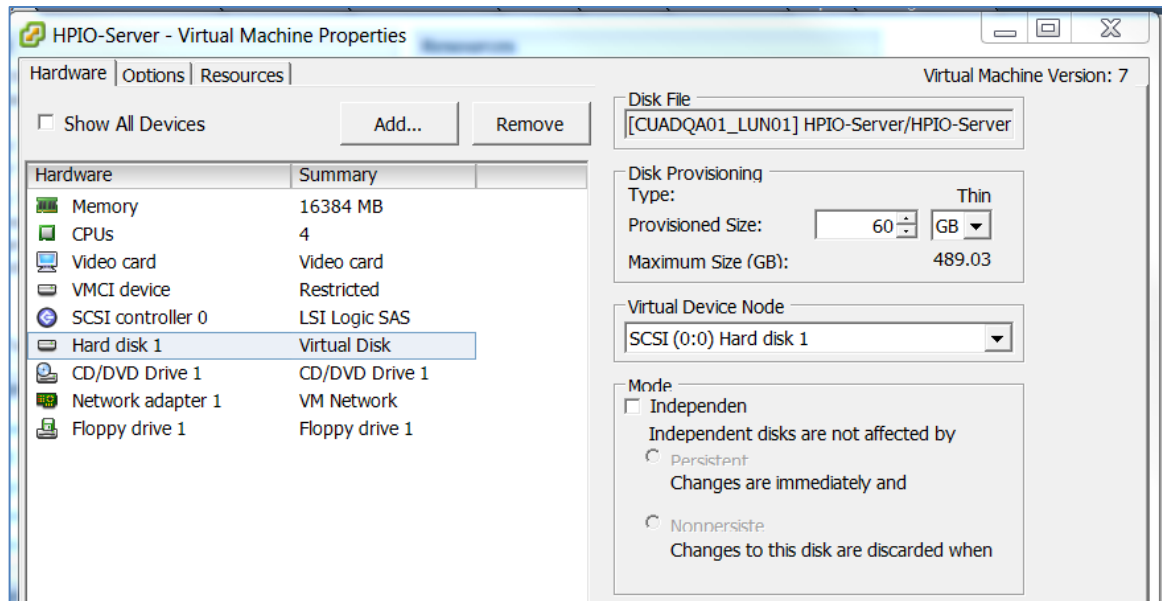 HPIO-Server - Virtual Machine Properties
Hardware Options Resources
Virtual Machine Version: 7
Show All Devices
Add...
Remove
Hardware Summary
Memory 16384 MB
CPUs 4
Video card Video card
VMCI device Restricted
SCSI controller 0 LSI Logic SAS
Hard disk 1 Virtual Disk
CD/DVD Drive 1 CD/DVD Drive 1
Network adapter 1 VM Network
Floppy drive 1 Floppy drive 1
Disk File
[CUADQA01_LUN01] HPIO-Server/HPIO-Server
Disk Provisioning
Type: Thin
Provisioned Size: 60 GB
Maximum Size (GB): 489.03
Virtual Device Node
SCSI (0:0) Hard disk 1
Mode
Independen
Independent disks are not affected by
Persistent
Changes are immediately and
Nonpersiste
Changes to this disk are discarded when